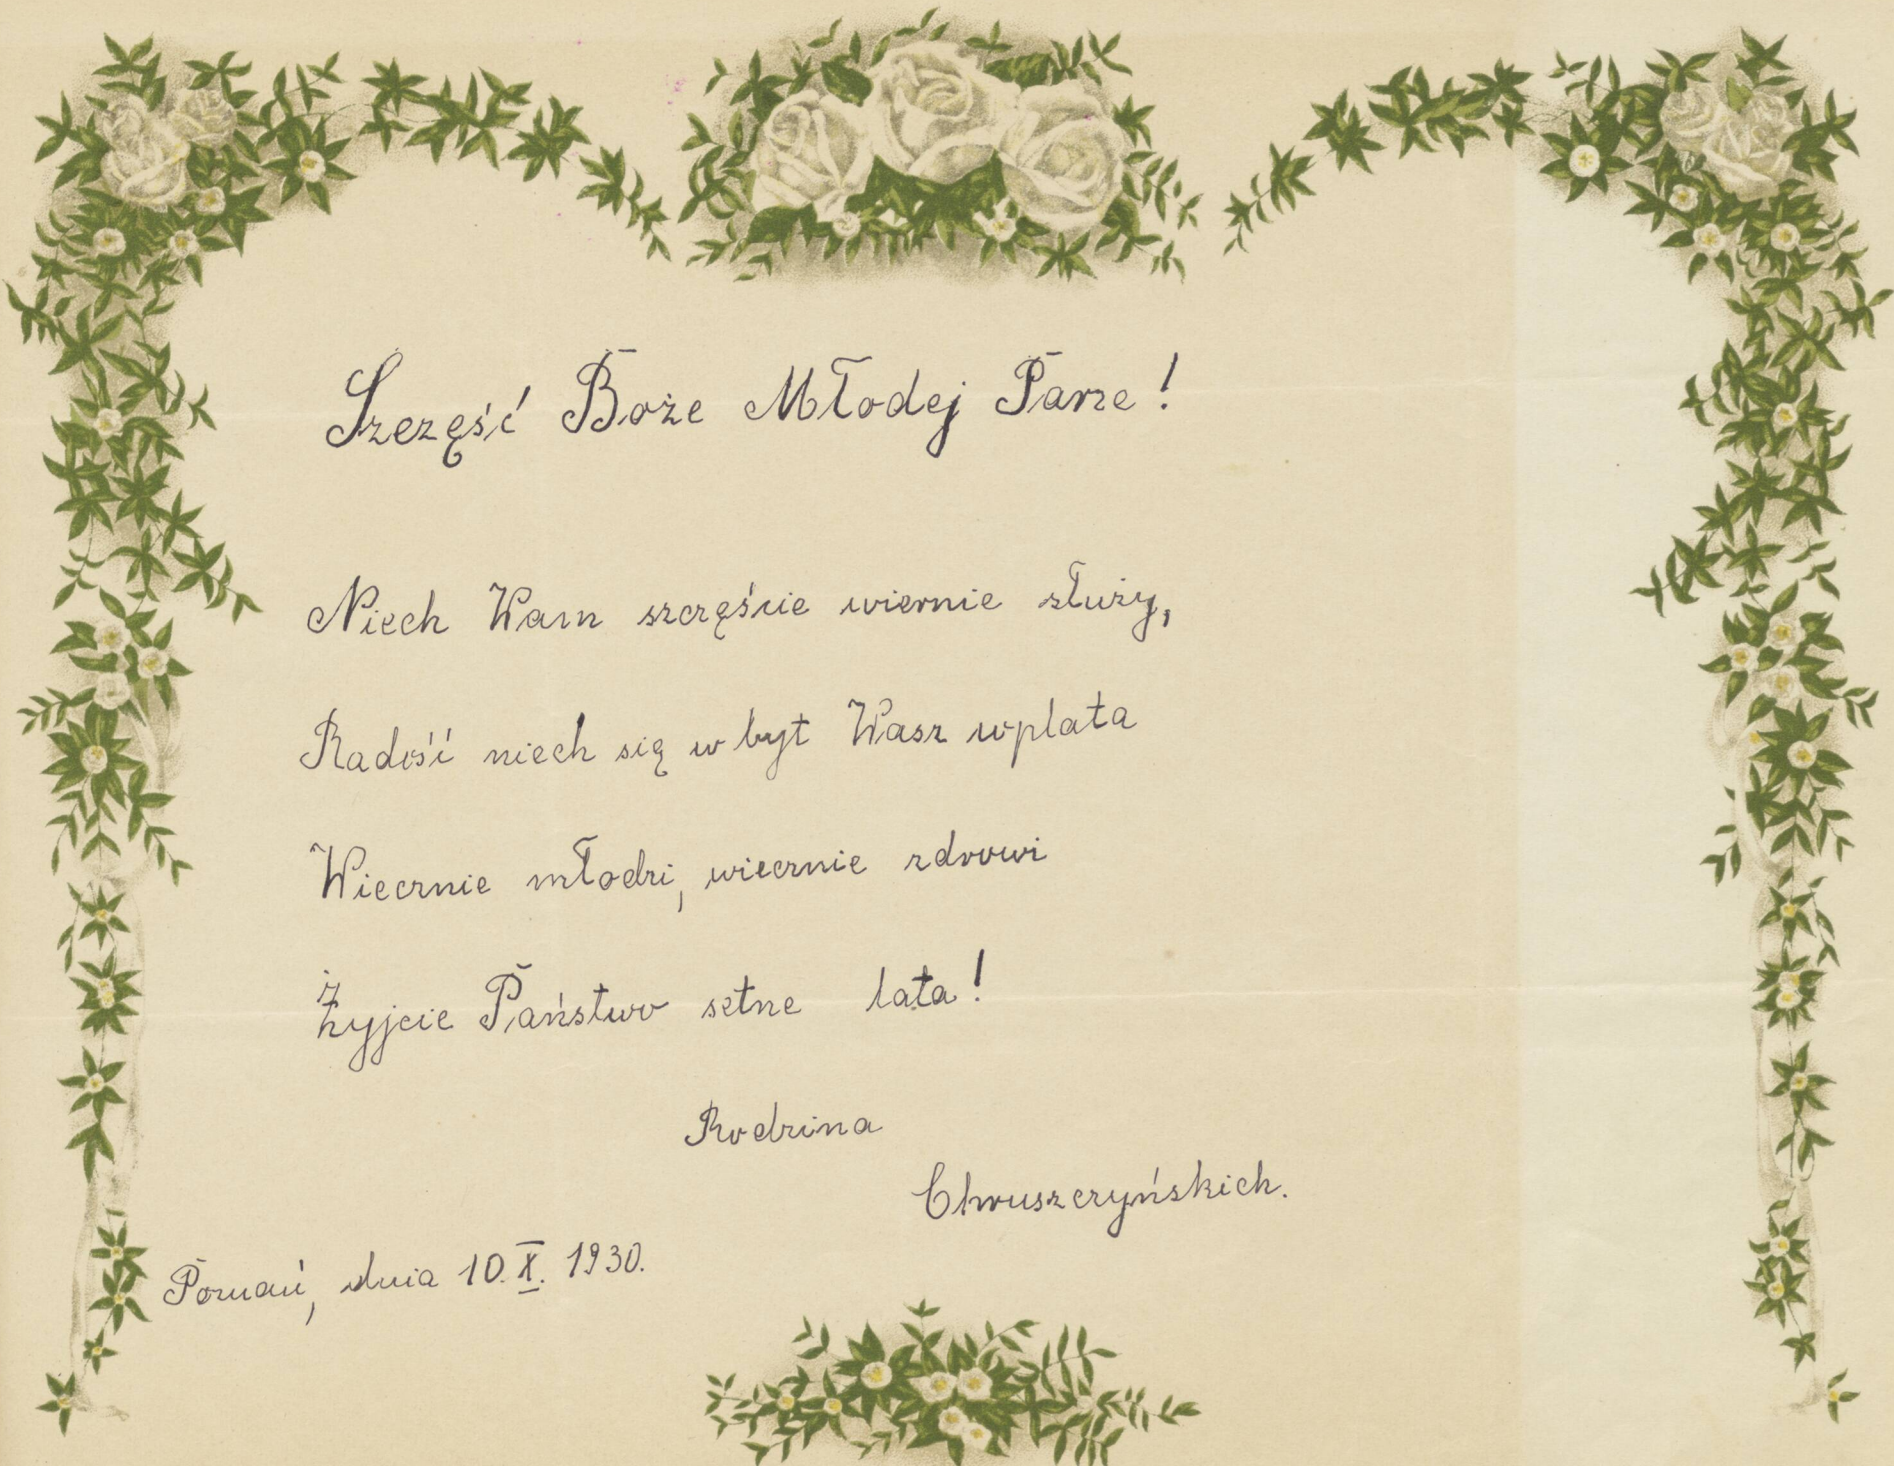 Szczęść Boże Młodej Parze!
Niech Wam szczęście wiernie służy,
Radość niech się w byt Wasz wplata
Wiecznie młodzi, wiecznie zdrowi
Żyjcie Państwo setne lata!
Rodzina
Chruszczyńskich.
Poznań, dnia 10.X.1930.